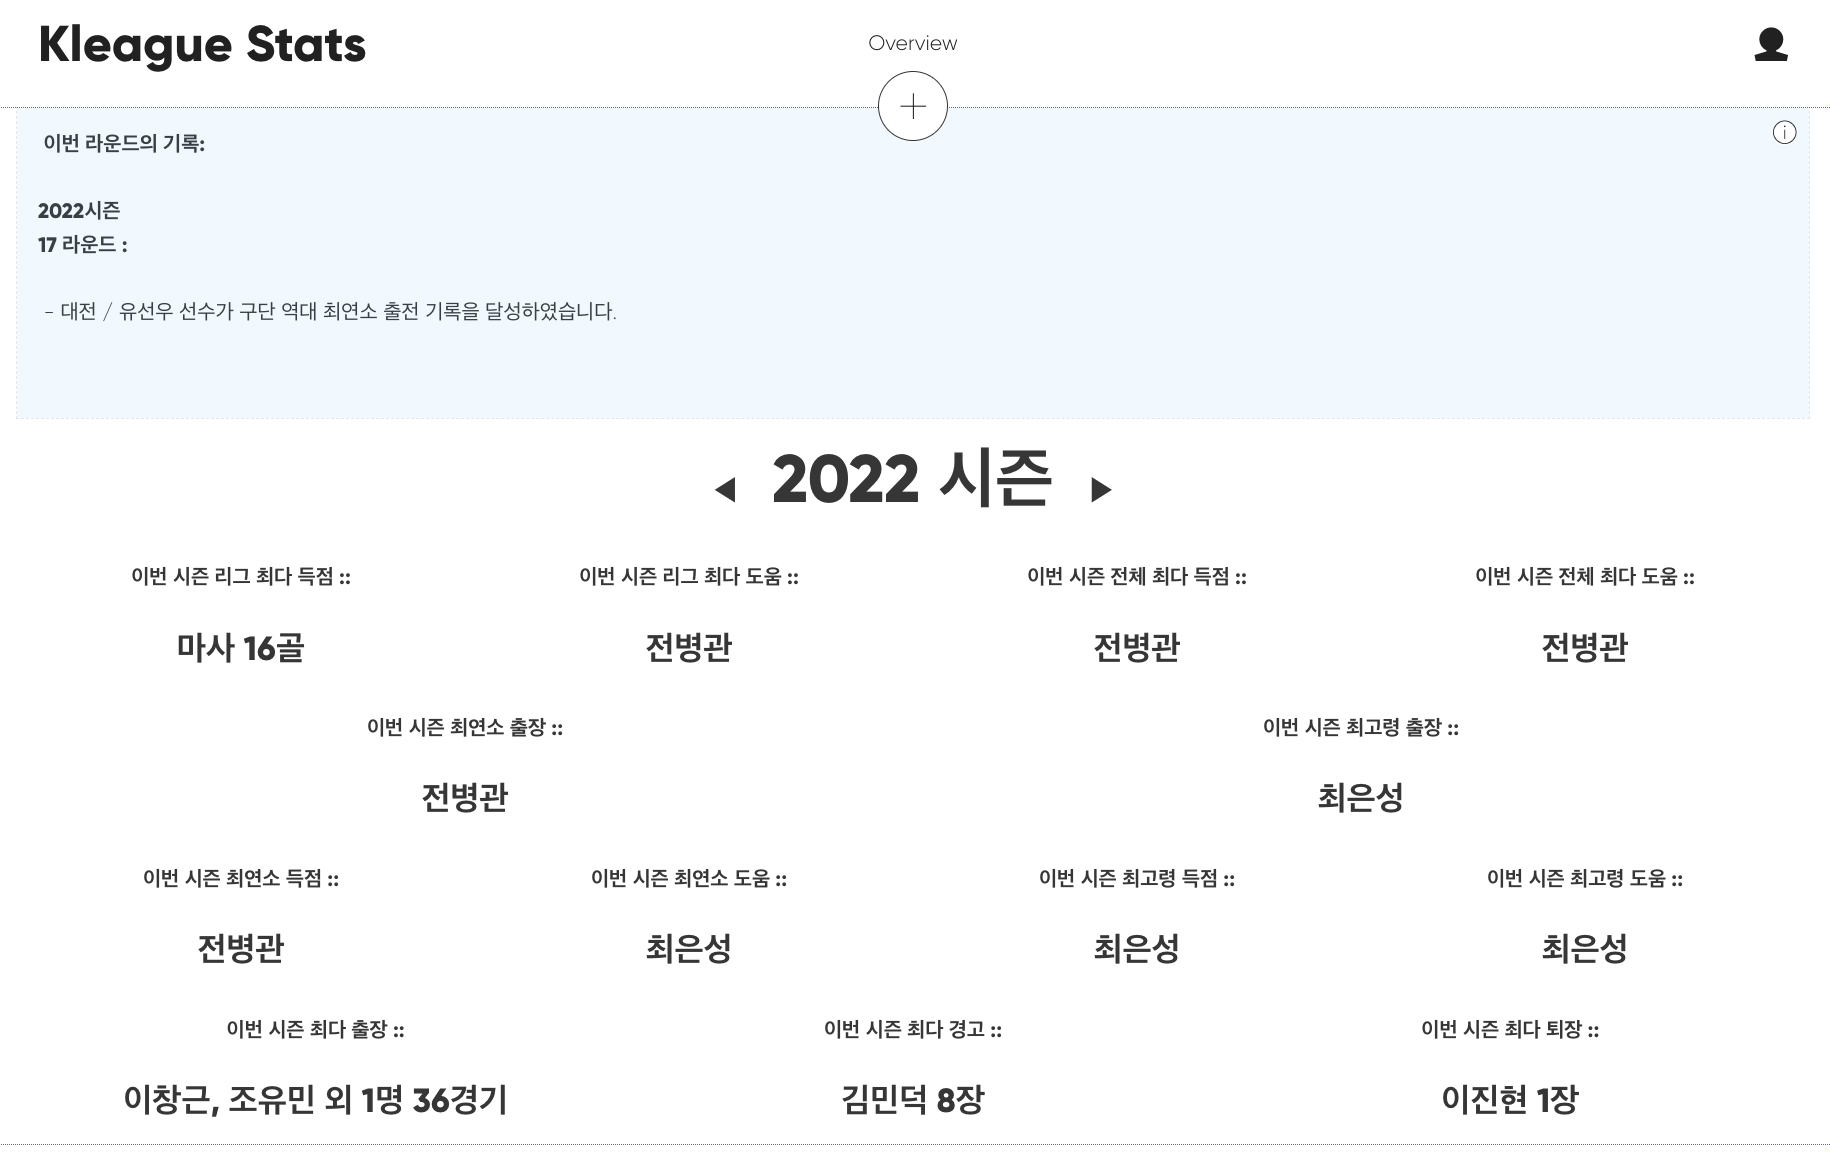 Kleague Stats
Overview
이번 라운드의 기록:
2022시즌
17 라운드 :
- 대전 / 유선우 선수가 구단 역대 최연소 출전 기록을 달성하였습니다.
2022 시즌
이번 시즌 리그 최다 득점 ::
이번 시즌 리그 최다 도움 ::
이번 시즌 전체 최다 득점 ::
이번 시즌 전체 최다 도움 ::
마사 16골
전병관
전병관
전병관
이번 시즌 최연소 출장 ::
이번 시즌 최고령 출장 ::
전병관
최은성
이번 시즌 최연소 득점 ::
이번 시즌 최연소 도움 ::
이번 시즌 최고령 득점 ::
이번 시즌 최고령 도움 ::
전병관
최은성
최은성
최은성
이번 시즌 최다 출장 ::
이번 시즌 최다 경고 ::
이번 시즌 최다 퇴장 ::
이창근, 조유민 외 1명 36경기
김민덕 8장
이진현 1장